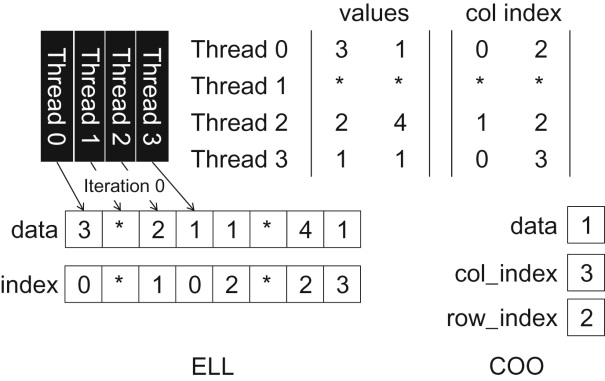 values col index
Thread 0 3 1 0 2
Thread 1 * * * *
Thread 2 2 4 1 2
Thread 3 1 1 0 3
Thread 0
Thread 1
Thread 2
Thread 3
Iteration 0
data 3 * 2 1 1 * 4 1
index 0 * 1 0 2 * 2 3
data 1
col_index 3
row_index 2
ELL COO